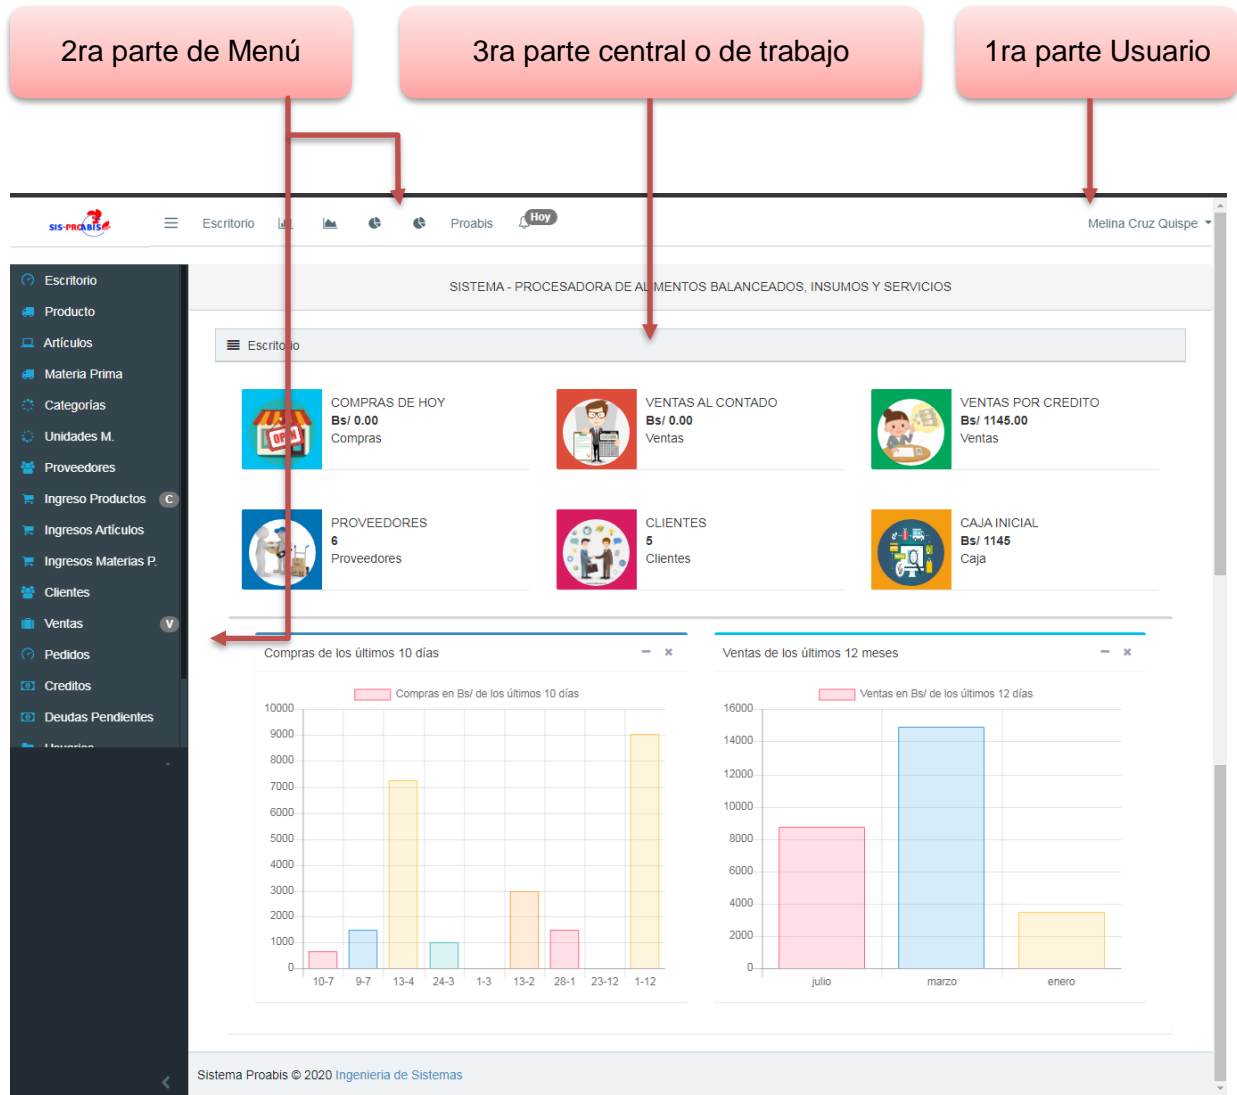 2ra parte de Menú
3ra parte central o de trabajo
1ra parte Usuario
SIS-PROABIS
Escritorio
Proabis
Hoy
Melina Cruz Quispe
Escritorio
Producto
Artículos
Materia Prima
Categorías
Unidades M.
Proveedores
Ingreso Productos C
Ingresos Artículos
Ingresos Materias P.
Clientes
Ventas V
Pedidos
Creditos
Deudas Pendientes
Usuarios
SISTEMA - PROCESADORA DE ALIMENTOS BALANCEADOS, INSUMOS Y SERVICIOS
Escritorio
OPEN
COMPRAS DE HOY
Bs/ 0.00
Compras
VENTAS AL CONTADO
Bs/ 0.00
Ventas
VENTAS POR CREDITO
Bs/ 1145.00
Ventas
PROVEEDORES
6
Proveedores
CLIENTES
5
Clientes
CAJA INICIAL
Bs/ 1145
Caja
Compras de los últimos 10 días
Compras en Bs/ de los últimos 10 días
10000
9000
8000
7000
6000
5000
4000
3000
2000
1000
0
10-7 9-7 13-4 24-3 1-3 13-2 28-1 23-12 1-12
Ventas de los últimos 12 meses
Ventas en Bs/ de los últimos 12 días
16000
14000
12000
10000
8000
6000
4000
2000
0
julio marzo enero
Sistema Proabis © 2020 Ingenieria de Sistemas